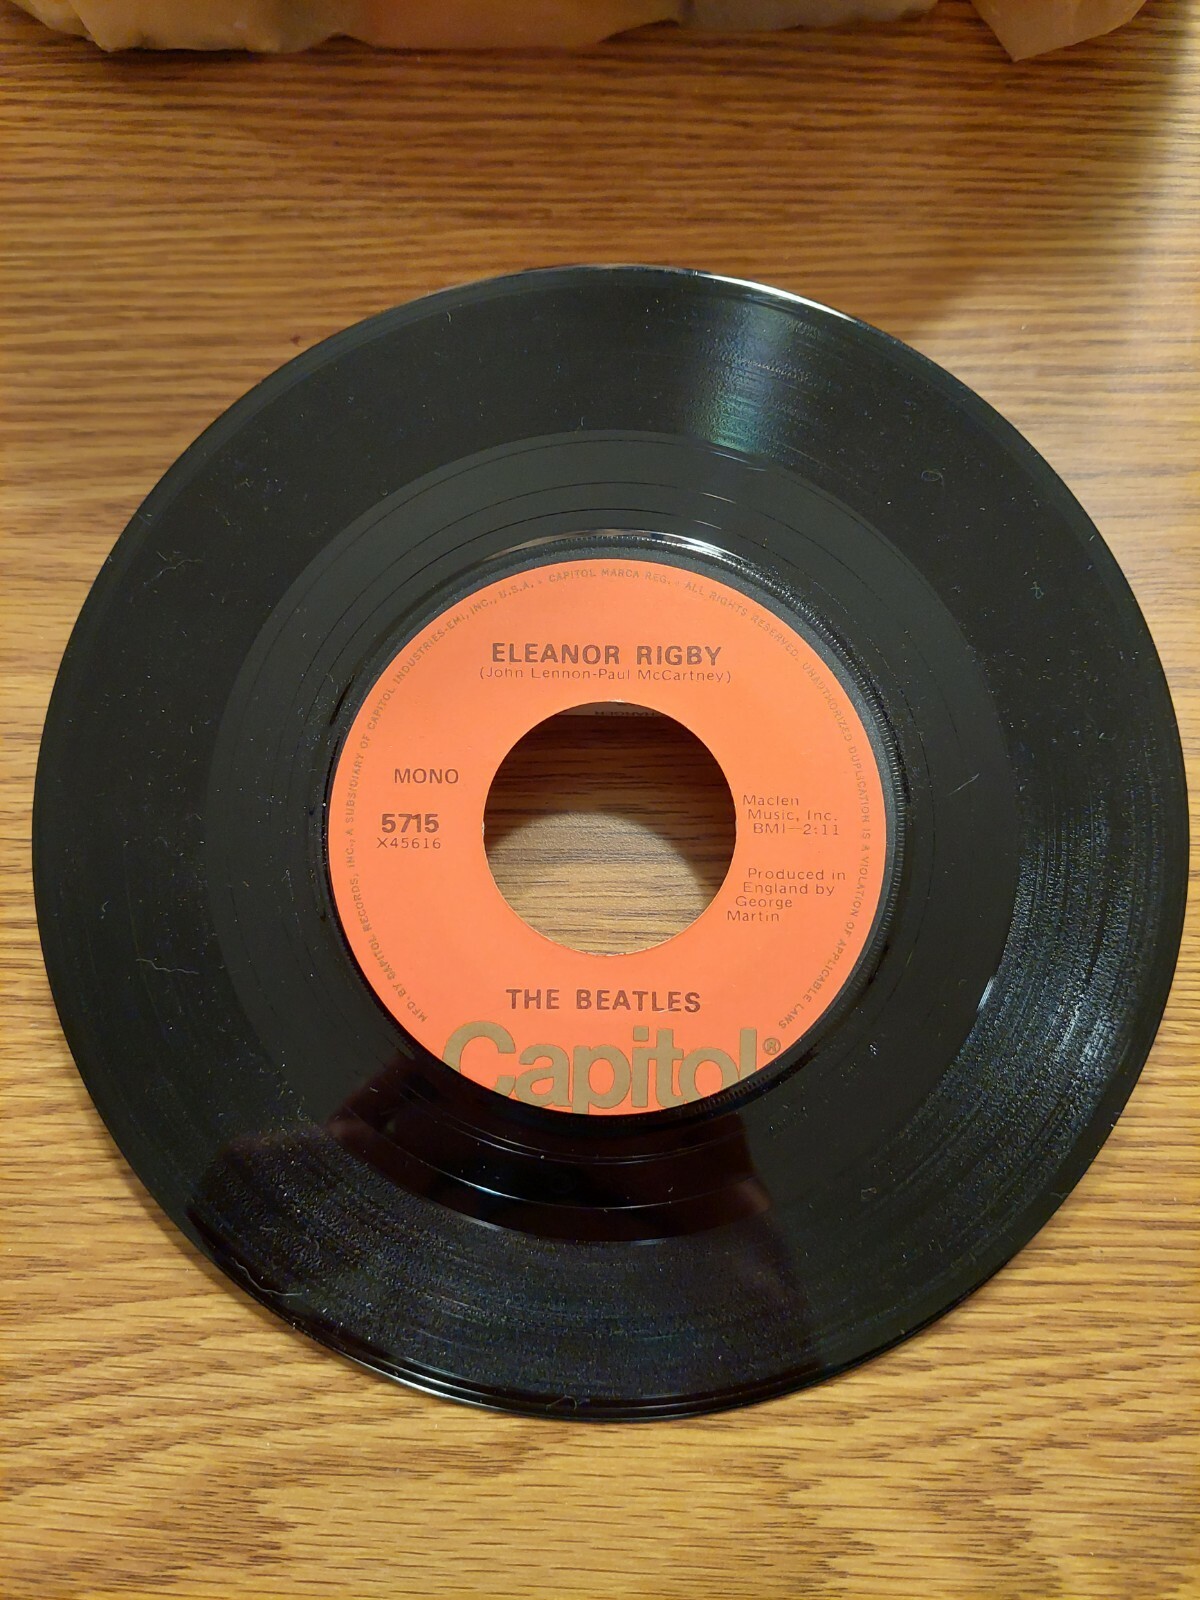 MFD. BY CAPITOL RECORDS, INC., A SUBSIDIARY OF CAPITOL INDUSTRIES-EMI, INC., U.S.A. • CAPITOL MARCA REG. • ALL RIGHTS RESERVED. UNAUTHORIZED DUPLICATION IS A VIOLATION OF APPLICABLE LAWS
ELEANOR RIGBY
(John Lennon-Paul McCartney)
MONO
5715
X45616
Maclen
Music, Inc.
BMI—2:11
Produced in
England by
George
Martin
THE BEATLES
Capitol®